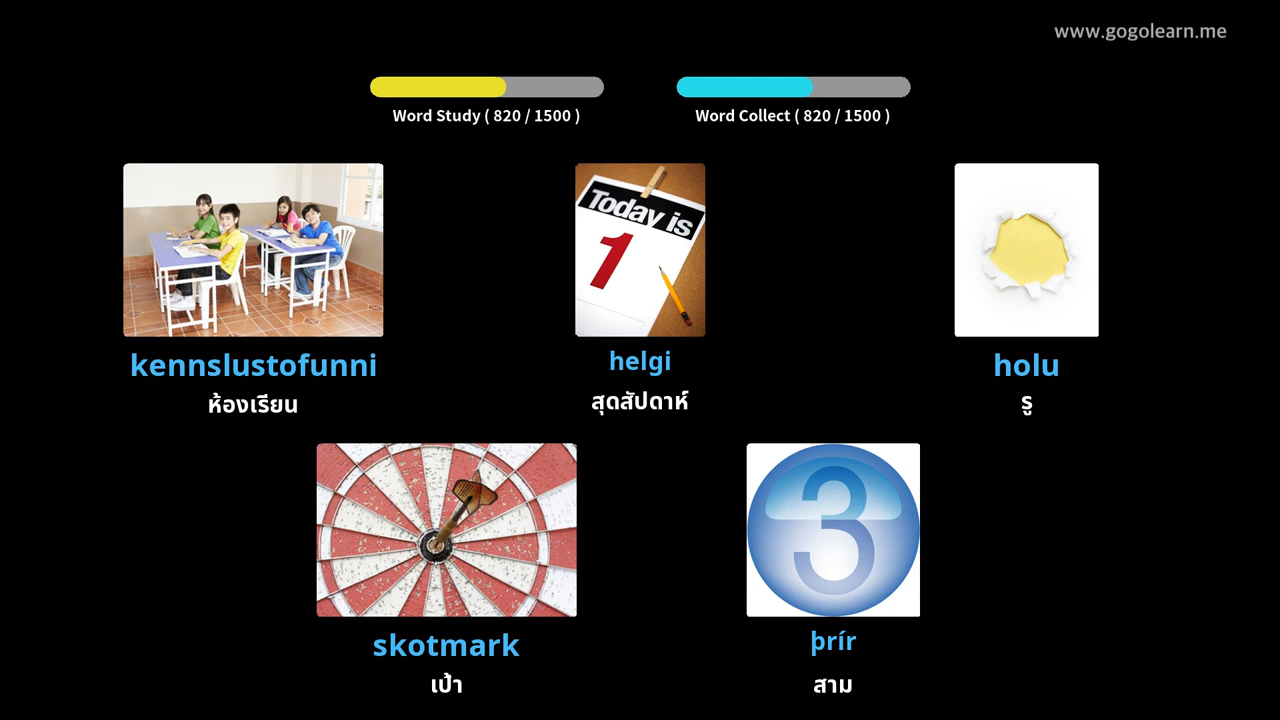 www.gogolearn.me
Word Study ( 820 / 1500 )
Word Collect ( 820 / 1500 )
Today is
1
kennslustofunni
ห้องเรียน
helgi
สุดสัปดาห์
holu
รู
3
skotmark
เป้า
þrír
สาม